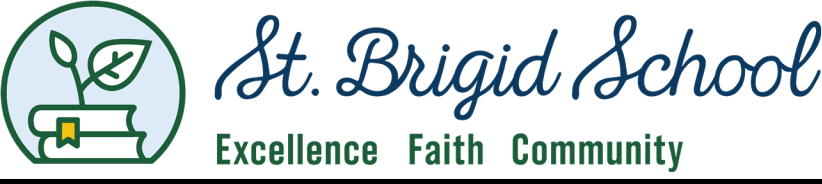 St. Brigid School
Excellence Faith Community